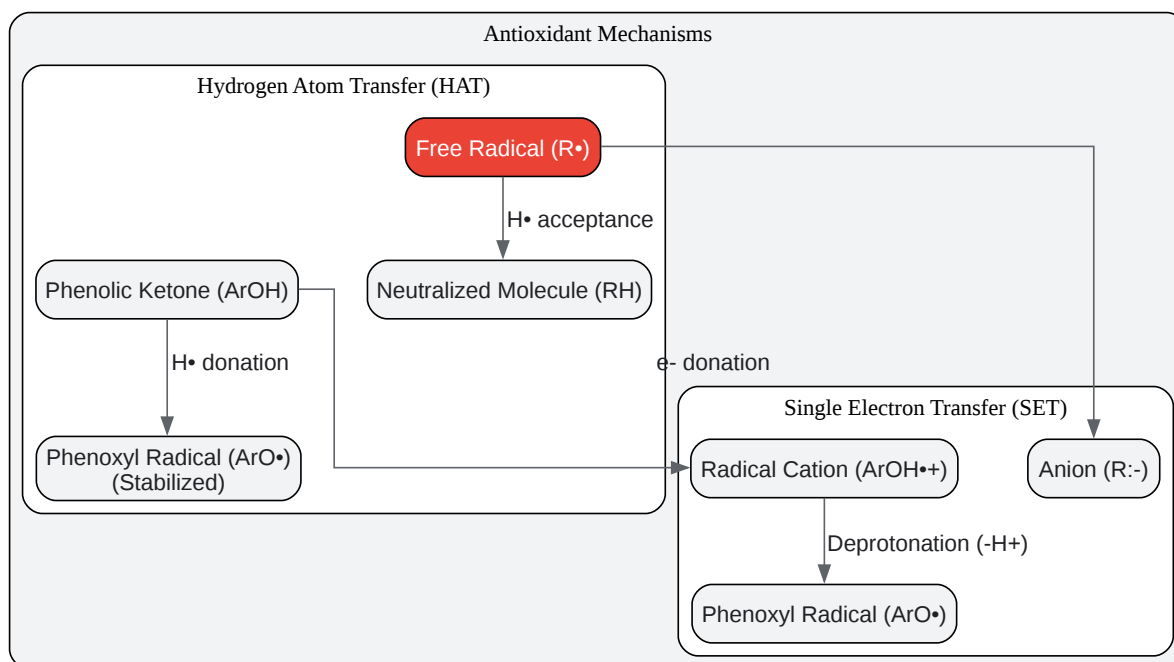 Antioxidant Mechanisms
Hydrogen Atom Transfer (HAT)
Free Radical (R•)
H• acceptance
Phenolic Ketone (ArOH)
Neutralized Molecule (RH)
H• donation
e- donation
Phenoxyl Radical (ArO•)
(Stabilized)
Single Electron Transfer (SET)
Radical Cation (ArOH•+)
Anion (R:-)
Deprotonation (-H+)
Phenoxyl Radical (ArO•)